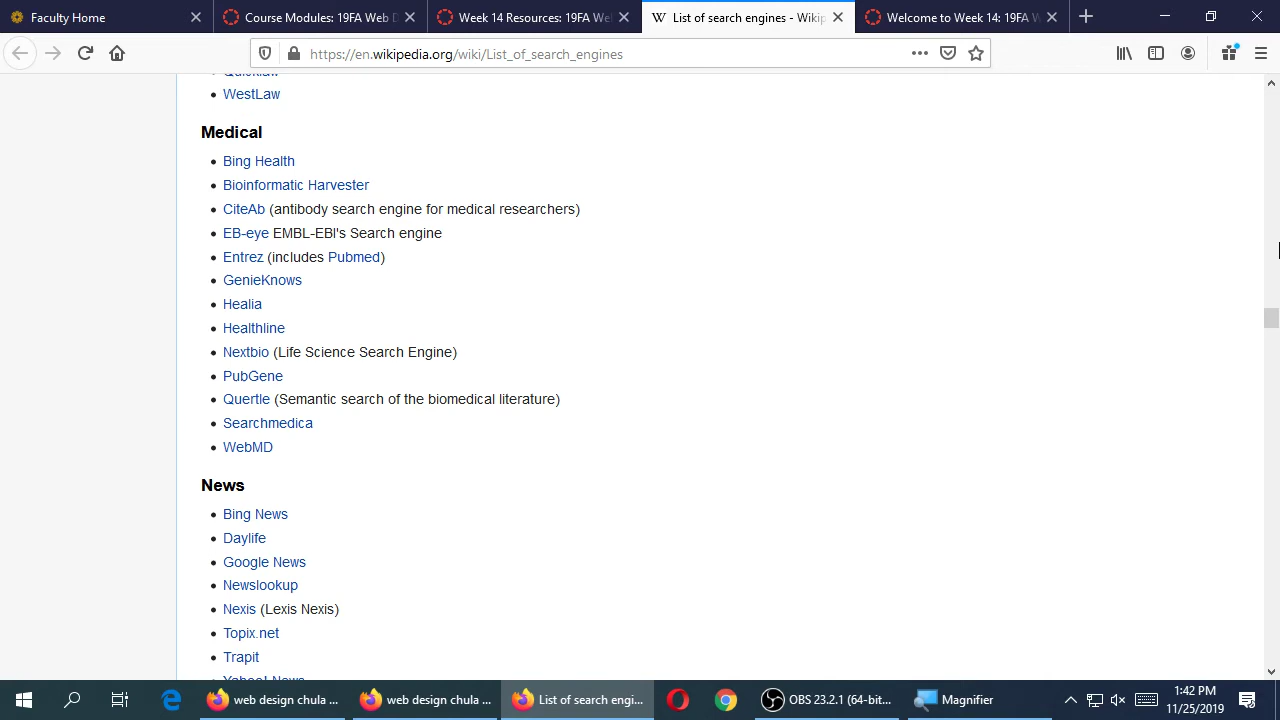 Faculty Home
Course Modules: 19FA Web D
Week 14 Resources: 19FA We
List of search engines - Wikip
Welcome to Week 14: 19FA W
https://en.wikipedia.org/wiki/List_of_search_engines
Quicklaw
WestLaw
Medical
Bing Health
Bioinformatic Harvester
CiteAb (antibody search engine for medical researchers)
EB-eye EMBL-EBI's Search engine
Entrez (includes Pubmed)
GenieKnows
Healia
Healthline
Nextbio (Life Science Search Engine)
PubGene
Quertle (Semantic search of the biomedical literature)
Searchmedica
WebMD
News
Bing News
Daylife
Google News
Newslookup
Nexis (Lexis Nexis)
Topix.net
Trapit
Yahoo! News
web design chula ...
web design chula ...
List of search engi...
OBS 23.2.1 (64-bit...
Magnifier
1:42 PM
11/25/2019